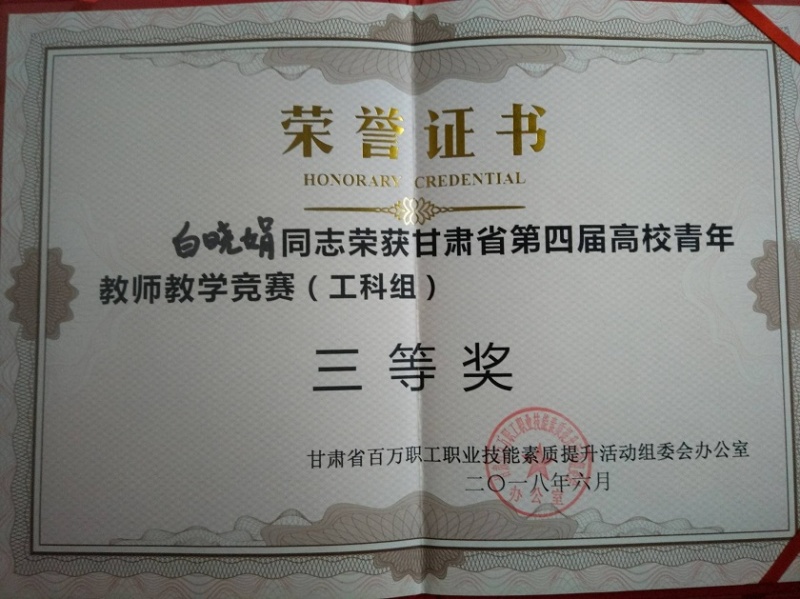 荣誉证书
HONORARY CREDENTIAL
白晓娟同志荣获甘肃省第四届高校青年
教师教学竞赛（工科组）
三等奖
甘肃省百万职工职业技能素质提升活动组委会办公室
二〇一八年六月
办公室